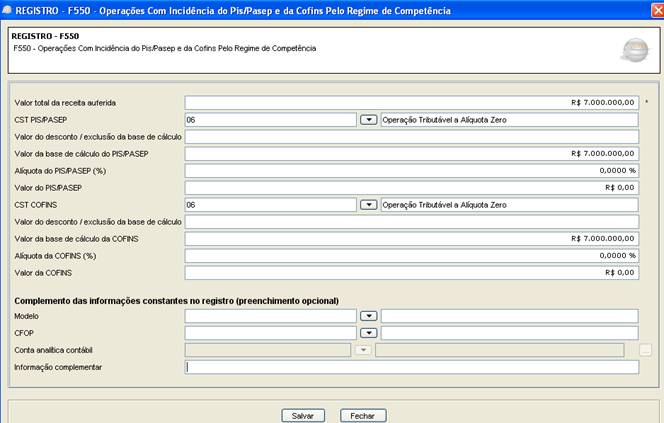 REGISTRO - F550 - Operações Com Incidência do Pis/Pasep e da Cofins Pelo Regime de Competência
REGISTRO - F550
F550 - Operações Com Incidência do Pis/Pasep e da Cofins Pelo Regime de Competência
Valor total da receita auferida R$ 7.000.000,00 *
CST PIS/PASEP 06 Operação Tributável a Alíquota Zero
Valor do desconto / exclusão da base de cálculo
Valor da base de cálculo do PIS/PASEP R$ 7.000.000,00
Alíquota do PIS/PASEP (%) 0,0000 %
Valor do PIS/PASEP R$ 0,00
CST COFINS 06 Operação Tributável a Alíquota Zero
Valor do desconto / exclusão da base de cálculo
Valor da base de cálculo da COFINS R$ 7.000.000,00
Alíquota da COFINS (%) 0,0000 %
Valor da COFINS R$ 0,00
Complemento das informações constantes no registro (preenchimento opcional)
Modelo
CFOP
Conta analítica contábil ...
Informação complementar
Salvar Fechar